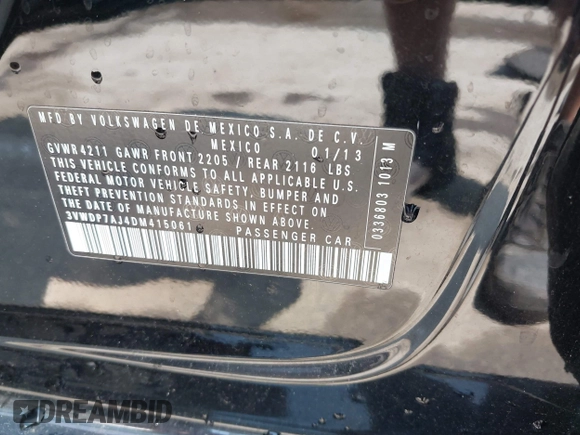 MFD BY VOLKSWAGEN DE MEXICO S.A. DE C.V.
MEXICO 01/13
GVWR 4211 GAWR FRONT 2205 / REAR 2116 LBS
THIS VEHICLE CONFORMS TO ALL APPLICABLE U.S.
FEDERAL MOTOR VEHICLE SAFETY, BUMPER AND
THEFT PREVENTION STANDARDS IN EFFECT ON
THE DATE OF MANUFACTURE SHOWN ABOVE.
3VWDP7AJ4DM415061 PASSENGER CAR
0336803 1013 M
DREAMBID